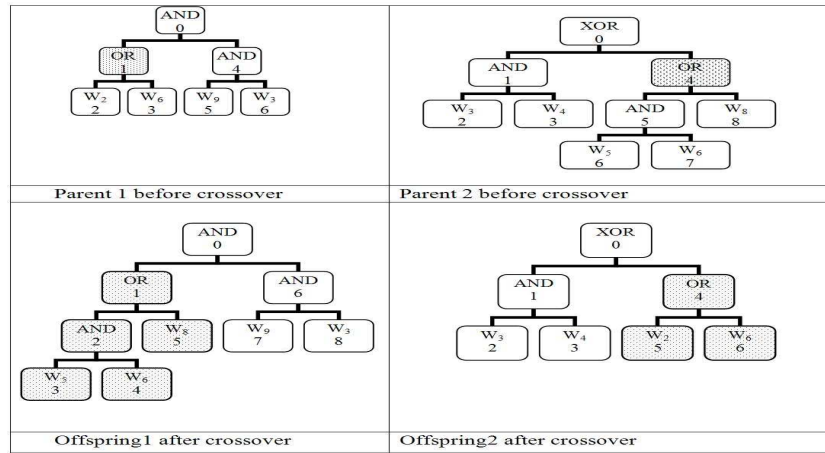 AND
0
OR
1
AND
4
W₂
2
W₆
3
W₉
5
W₃
6
Parent 1 before crossover
XOR
0
AND
1
OR
4
W₃
2
W₄
3
AND
5
W₈
8
W₅
6
W₆
7
Parent 2 before crossover
AND
0
OR
1
AND
6
AND
2
W₈
5
W₉
7
W₃
8
W₅
3
W₆
4
Offspring1 after crossover
XOR
0
AND
1
OR
4
W₃
2
W₄
3
W₂
5
W₆
6
Offspring2 after crossover